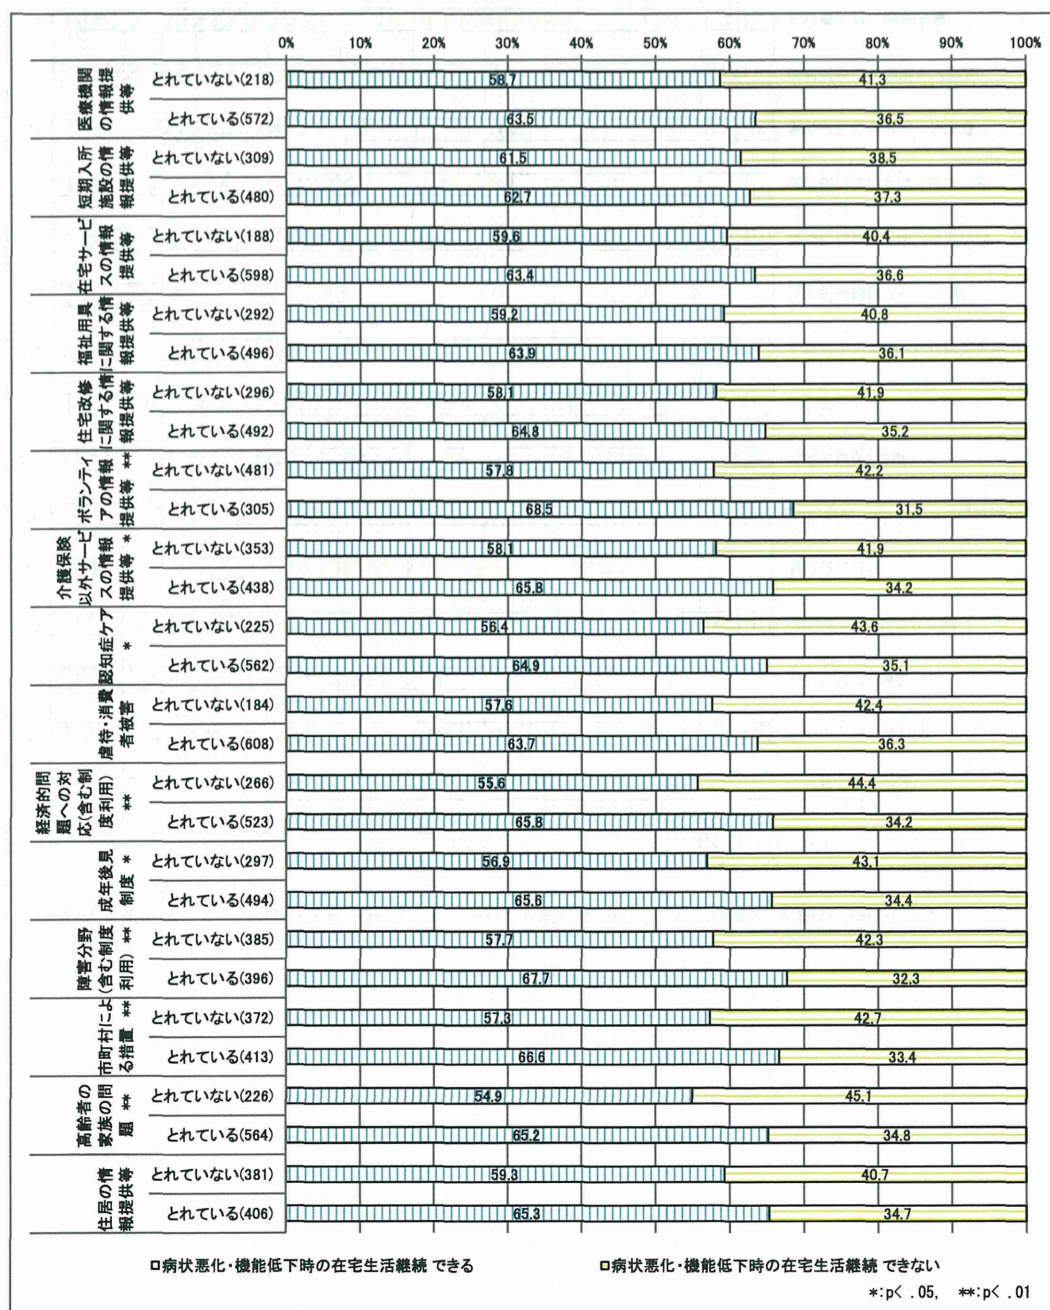 0% 10% 20% 30% 40% 50% 60% 70% 80% 90% 100%
医療機関
の情報提
供等
とれていない(218) 58.7 41.3
とれている(572) 63.5 36.5
短期入所
施設の情
報提供等
とれていない(309) 61.5 38.5
とれている(480) 62.7 37.3
在宅サービ
スの情報
提供等
とれていない(188) 59.6 40.4
とれている(598) 63.4 36.6
福祉用具
に関する情
報提供等
とれていない(292) 59.2 40.8
とれている(496) 63.9 36.1
住宅改修
に関する情
報提供等
とれていない(296) 58.1 41.9
とれている(492) 64.8 35.2
ボランティ
アの情報
提供等 **
とれていない(481) 57.8 42.2
とれている(305) 68.5 31.5
介護保険
以外サービ
スの情報
提供等 *
とれていない(353) 58.1 41.9
とれている(438) 65.8 34.2
認知症ケア
*
とれていない(225) 56.4 43.6
とれている(562) 64.9 35.1
虐待・消費
者被害
とれていない(184) 57.6 42.4
とれている(608) 63.7 36.3
経済的問
題への対
応(含む制
度利用)
**
とれていない(266) 55.6 44.4
とれている(523) 65.8 34.2
成年後見
制度 *
とれていない(297) 56.9 43.1
とれている(494) 65.6 34.4
障害分野
(含む制度
利用) **
とれていない(385) 57.7 42.3
とれている(396) 67.7 32.3
市町村によ
る措置 **
とれていない(372) 57.3 42.7
とれている(413) 66.6 33.4
高齢者の
家族の問
題 **
とれていない(226) 54.9 45.1
とれている(564) 65.2 34.8
住居の情
報提供等
とれていない(381) 59.3 40.7
とれている(406) 65.3 34.7
病状悪化・機能低下時の在宅生活継続 できる
病状悪化・機能低下時の在宅生活継続 できない
*:p< .05, **:p< .01